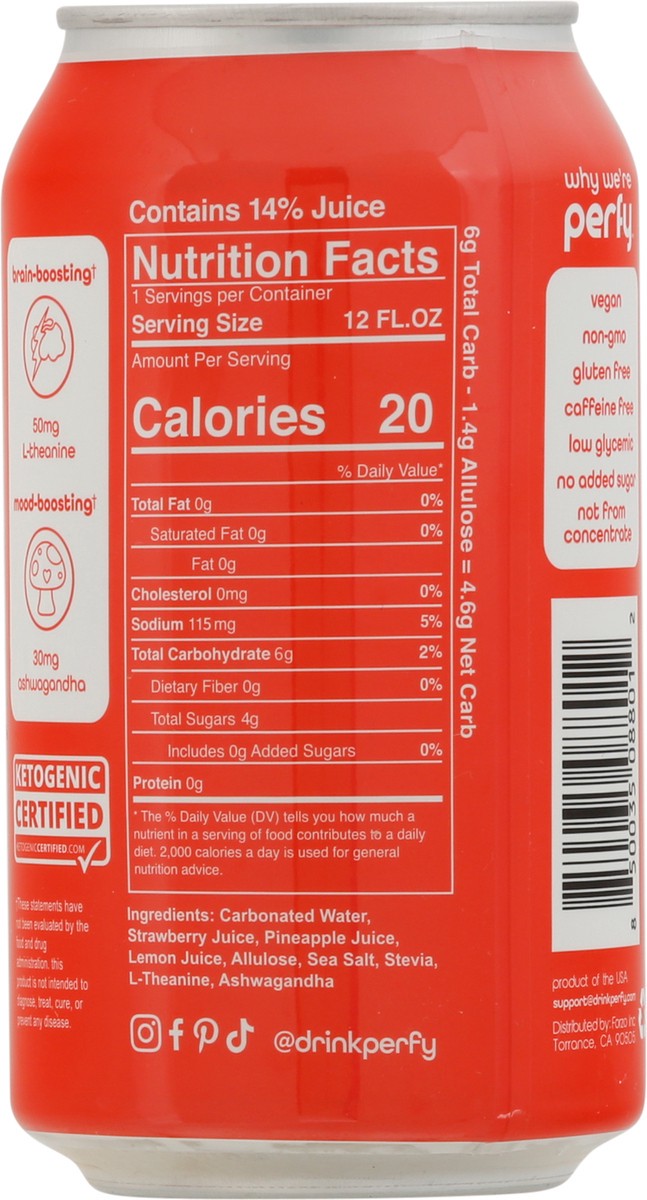 brain-boosting†
50mg
L-theanine
mood-boosting†
30mg
ashwagandha
KETOGENIC
CERTIFIED
KETOGENICCERTIFIED.COM
†These statements have
not been evaluated by the
food and drug
administration. this
product is not intended to
diagnose, treat, cure, or
prevent any disease.
Contains 14% Juice
Nutrition Facts
1 Servings per Container
Serving Size 12 FL.OZ
Amount Per Serving
Calories 20
% Daily Value*
Total Fat 0g 0%
Saturated Fat 0g 0%
Fat 0g
Cholesterol 0mg 0%
Sodium 115mg 5%
Total Carbohydrate 6g 2%
Dietary Fiber 0g 0%
Total Sugars 4g
Includes 0g Added Sugars 0%
Protein 0g
* The % Daily Value (DV) tells you how much a
nutrient in a serving of food contributes to a daily
diet. 2,000 calories a day is used for general
nutrition advice.
6g Total Carb - 1.4g Allulose = 4.6g Net Carb
Ingredients: Carbonated Water,
Strawberry Juice, Pineapple Juice,
Lemon Juice, Allulose, Sea Salt, Stevia,
L-Theanine, Ashwagandha
@drinkperfy
why we're
perfy
vegan
non-gmo
gluten free
caffeine free
low glycemic
no added sugar
not from
concentrate
8 50035 08801 2
product of the USA
support@drinkperfy.com
Distributed by: Farzo Inc
Torrance, CA 90505